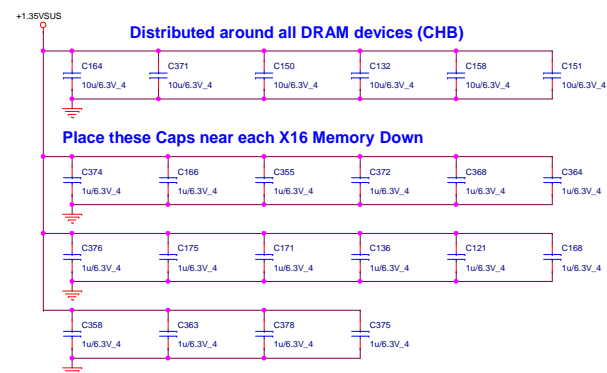 +1.35VSUS
Distributed around all DRAM devices (CHB)
C164 C371 C150 C132 C158 C151
10u/6.3V_4 10u/6.3V_4 10u/6.3V_4 10u/6.3V_4 10u/6.3V_4 10u/6.3V_4
Place these Caps near each X16 Memory Down
C374 C166 C355 C372 C368 C364
1u/6.3V_4 1u/6.3V_4 1u/6.3V_4 1u/6.3V_4 1u/6.3V_4 1u/6.3V_4
C376 C175 C171 C136 C121 C168
1u/6.3V_4 1u/6.3V_4 1u/6.3V_4 1u/6.3V_4 1u/6.3V_4 1u/6.3V_4
C358 C363 C378 C375
1u/6.3V_4 1u/6.3V_4 1u/6.3V_4 1u/6.3V_4